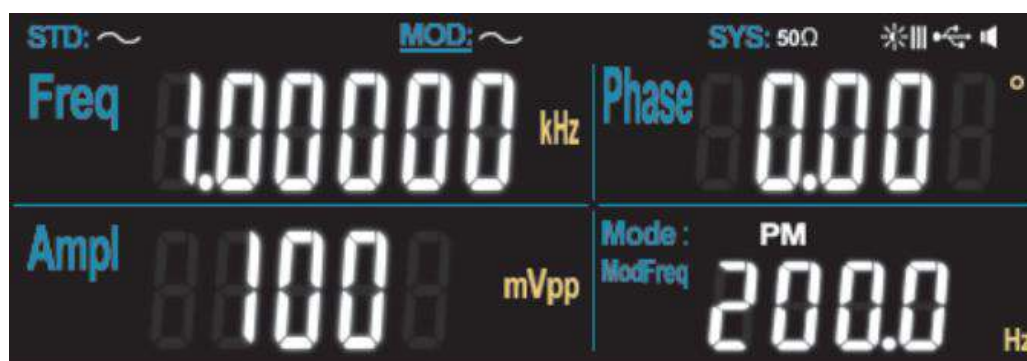 STD: MOD: SYS: 50Ω
Freq 1.00000 kHz Phase 0.00 °
Ampl 100 mVpp Mode : PM
ModFreq 200.0 Hz